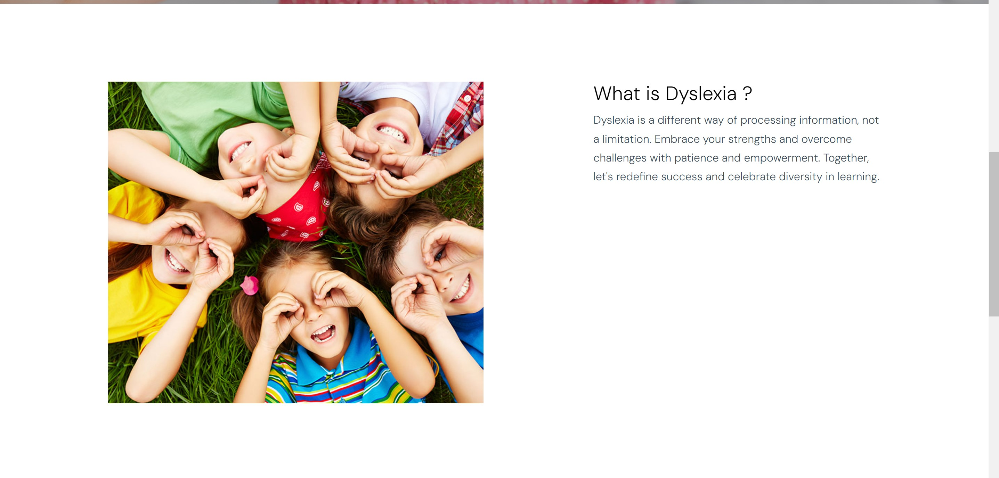 What is Dyslexia ?
Dyslexia is a different way of processing information, not
a limitation. Embrace your strengths and overcome
challenges with patience and empowerment. Together,
let's redefine success and celebrate diversity in learning.